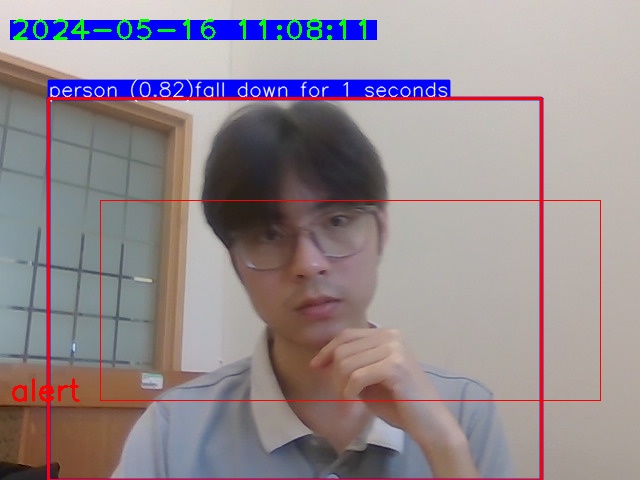 2024-05-16 11:08:11
person (0.82)fall down for 1 seconds
alert